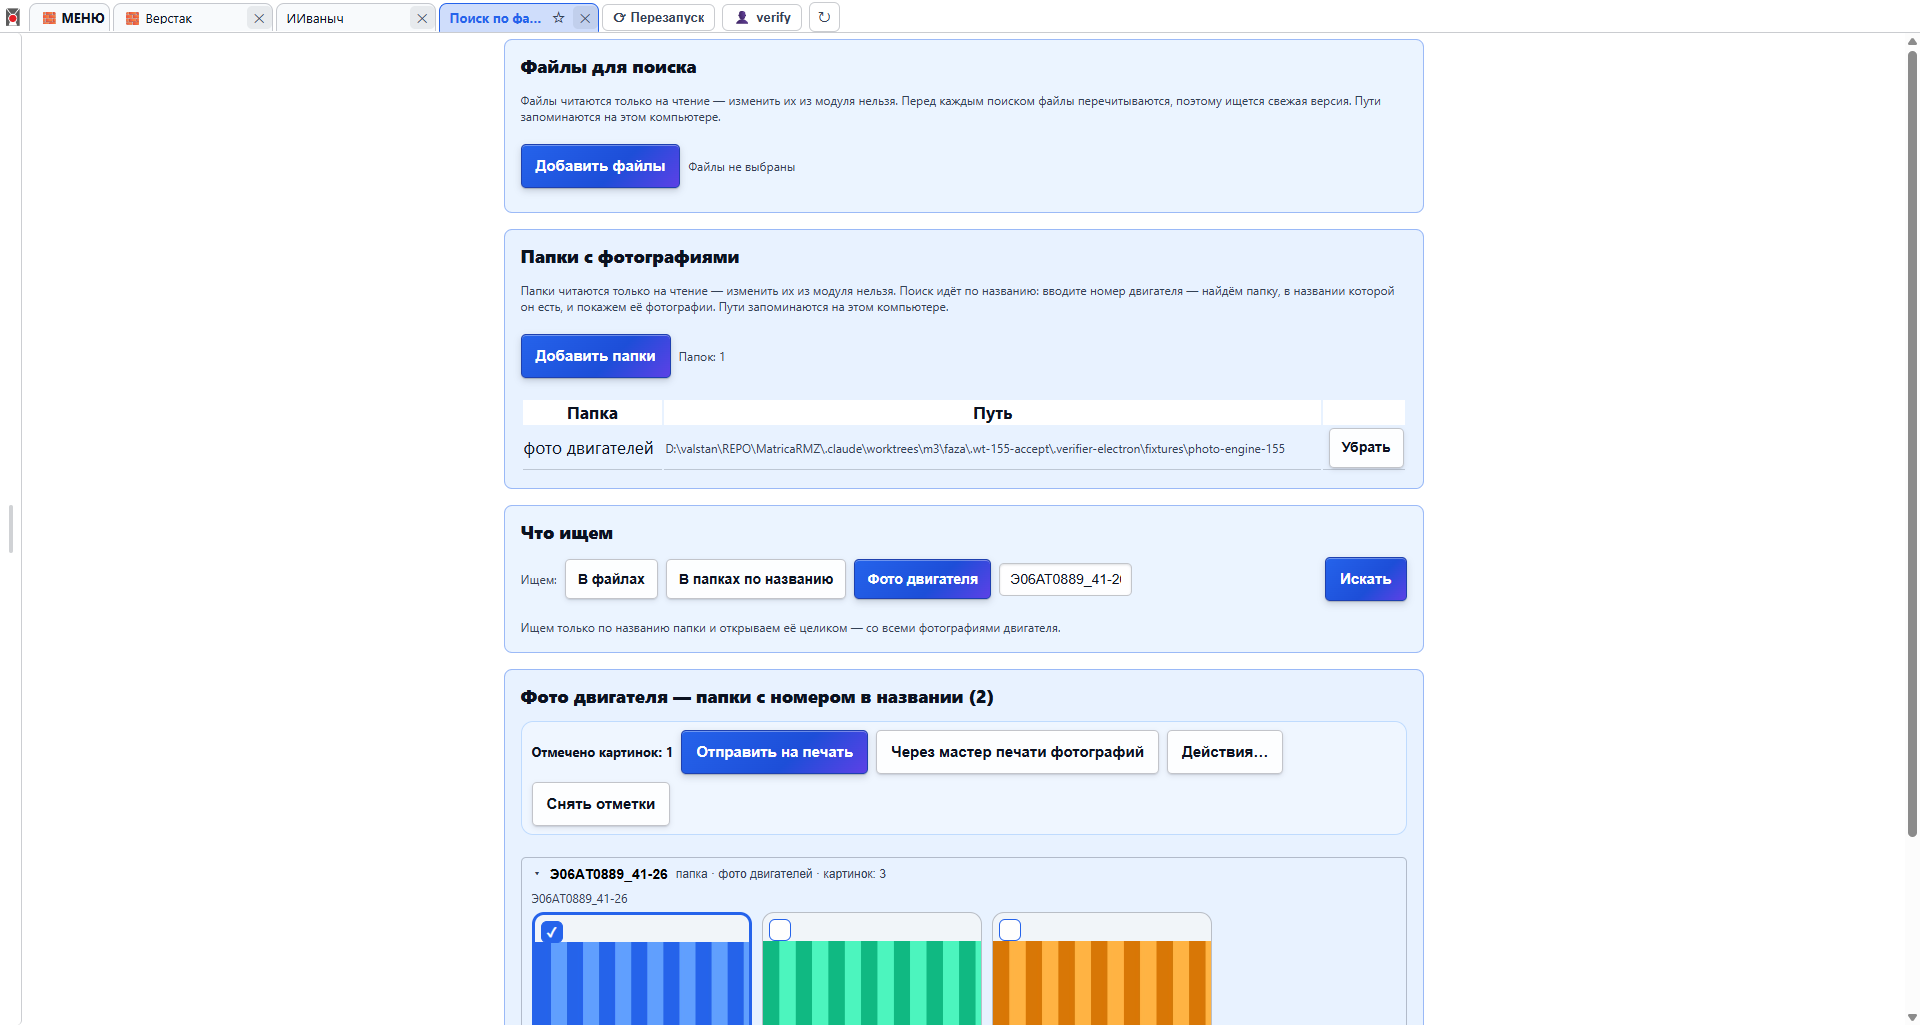 МЕНЮ
Верстак
ИИваныч
Поиск по фа...
Перезапуск
verify
Файлы для поиска
Файлы читаются только на чтение — изменить их из модуля нельзя. Перед каждым поиском файлы перечитываются, поэтому ищется свежая версия. Пути
запоминаются на этом компьютере.
Добавить файлы
Файлы не выбраны
Папки с фотографиями
Папки читаются только на чтение — изменить их из модуля нельзя. Поиск идёт по названию: вводите номер двигателя — найдём папку, в названии которой
он есть, и покажем её фотографии. Пути запоминаются на этом компьютере.
Добавить папки
Папок: 1
Папка
Путь
фото двигателей
D:\valstan\REPO\MatricaRMZ\.claude\worktrees\m3\faza\.wt-155-accept\.verifier-electron\fixtures\photo-engine-155
Убрать
Что ищем
Ищем:
В файлах
В папках по названию
Фото двигателя
Э06АТ0889_41-2
Искать
Ищем только по названию папки и открываем её целиком — со всеми фотографиями двигателя.
Фото двигателя — папки с номером в названии (2)
Отмечено картинок: 1
Отправить на печать
Через мастер печати фотографий
Действия...
Снять отметки
Э06АТ0889_41-26 папка · фото двигателей · картинок: 3
Э06АТ0889_41-26